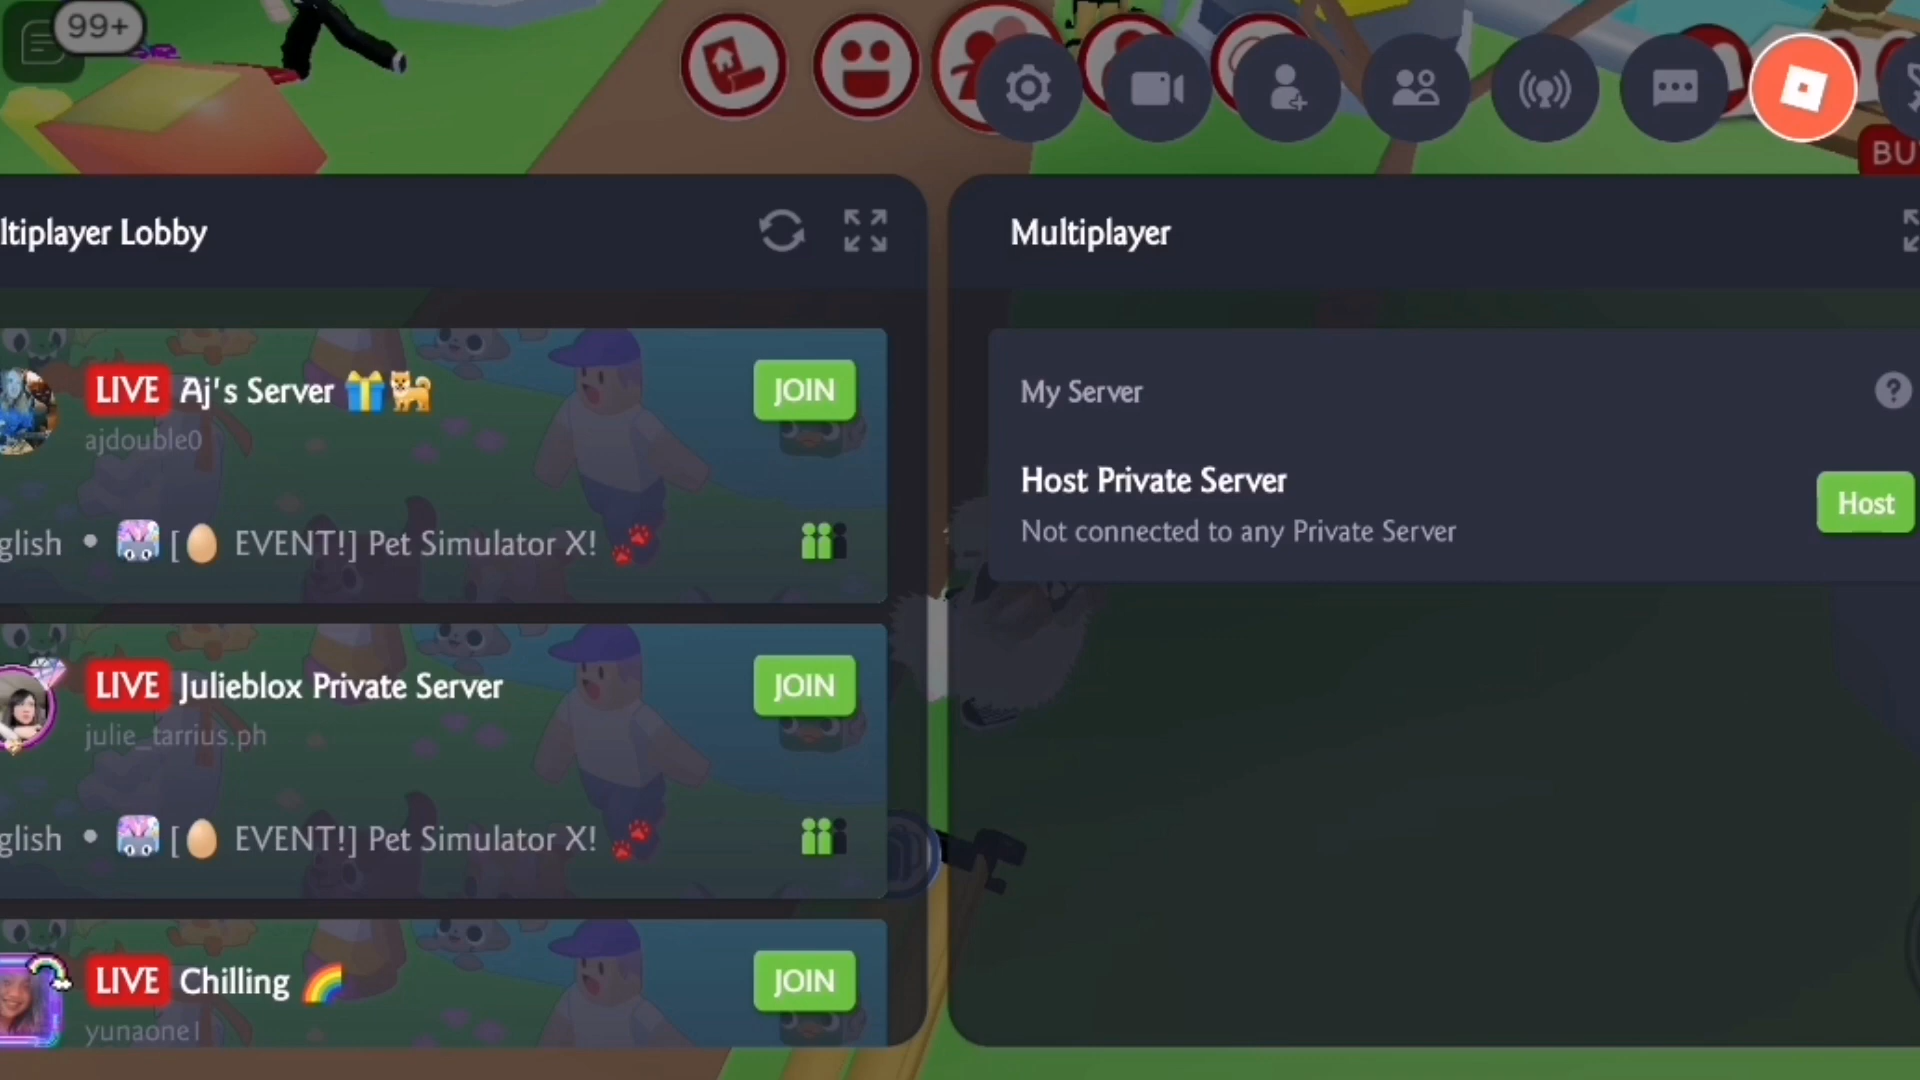 99+
BU
ltiplayer Lobby
LIVE Aj's Server 🎁🐕
ajdouble0
JOIN
glish • [🥚 EVENT!] Pet Simulator X! 🐾
LIVE Julieblox Private Server
julie_tarrius.ph
JOIN
glish • [🥚 EVENT!] Pet Simulator X! 🐾
LIVE Chilling 🌈
yunaone1
JOIN
Multiplayer
My Server
?
Host Private Server
Not connected to any Private Server
Host